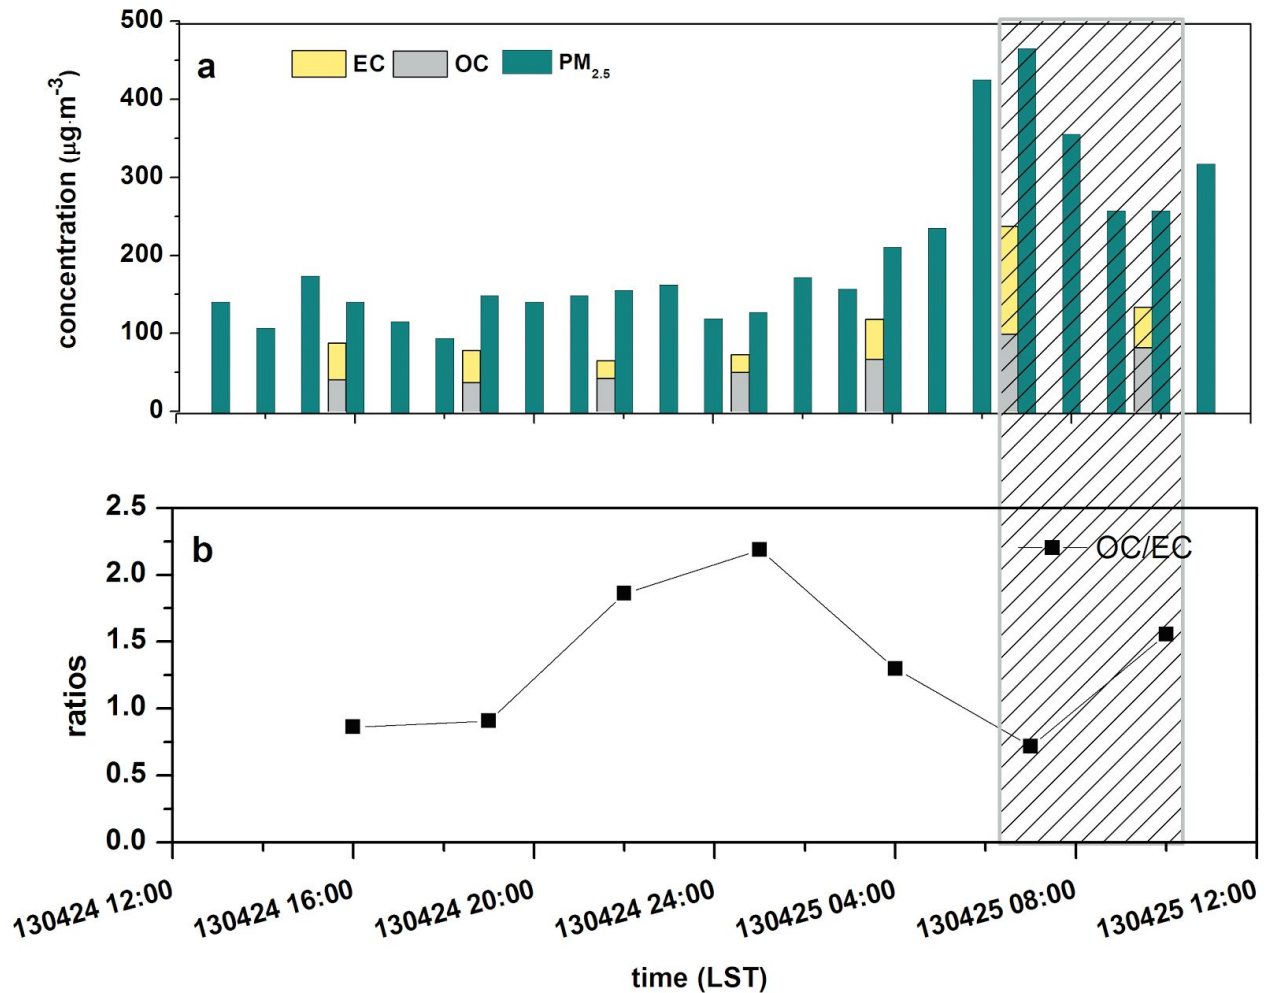 a
EC OC PM2.5
concentration (μg·m-3)
500
400
300
200
100
0
b
OC/EC
ratios
2.5
2.0
1.5
1.0
0.5
0.0
130424 12:00 130424 16:00 130424 20:00 130424 24:00 130425 04:00 130425 08:00 130425 12:00
time (LST)